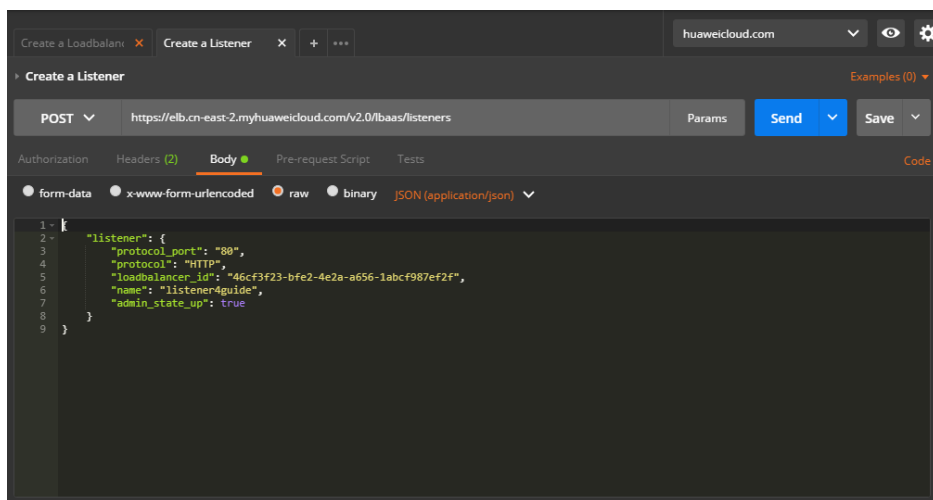 huaweicloud.com
Create a Loadbalanc × Create a Listener × + •••
Create a Listener Examples (0)
POST https://elb.cn-east-2.myhuaweicloud.com/v2.0/lbaas/listeners Params Send Save
Authorization Headers (2) Body Pre-request Script Tests Code
form-data x-www-form-urlencoded raw binary JSON (application/json)
1 {
2 "listener": {
3 "protocol_port": "80",
4 "protocol": "HTTP",
5 "loadbalancer_id": "46cf3f23-bfe2-4e2a-a656-1abcf987ef2f",
6 "name": "listener4guide",
7 "admin_state_up": true
8 }
9 }